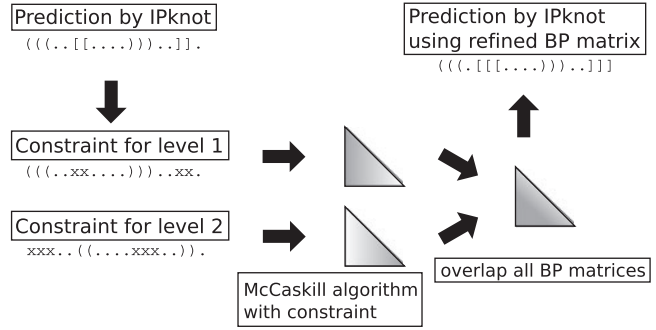 Prediction by IPknot
(((..[[....)))..]].
Constraint for level 1
(((..xx....)))..xx.
Constraint for level 2
xxx..((....xxx..)).
McCaskill algorithm
with constraint
overlap all BP matrices
Prediction by IPknot
using refined BP matrix
(((.[[[....)))..]]]